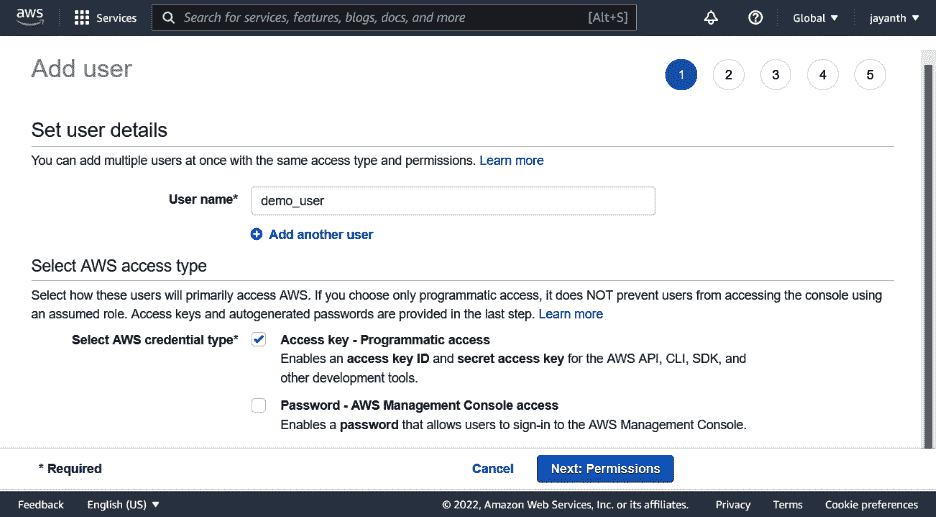 aws Services Search for services, features, blogs, docs, and more [Alt+S] Global jayanth
Add user 1 2 3 4 5
Set user details
You can add multiple users at once with the same access type and permissions. Learn more
User name* demo_user
Add another user
Select AWS access type
Select how these users will primarily access AWS. If you choose only programmatic access, it does NOT prevent users from accessing the console using
an assumed role. Access keys and autogenerated passwords are provided in the last step. Learn more
Select AWS credential type* Access key - Programmatic access
Enables an access key ID and secret access key for the AWS API, CLI, SDK, and
other development tools.
Password - AWS Management Console access
Enables a password that allows users to sign-in to the AWS Management Console.
* Required Cancel Next: Permissions
Feedback English (US) © 2022, Amazon Web Services, Inc. or its affiliates. Privacy Terms Cookie preferences